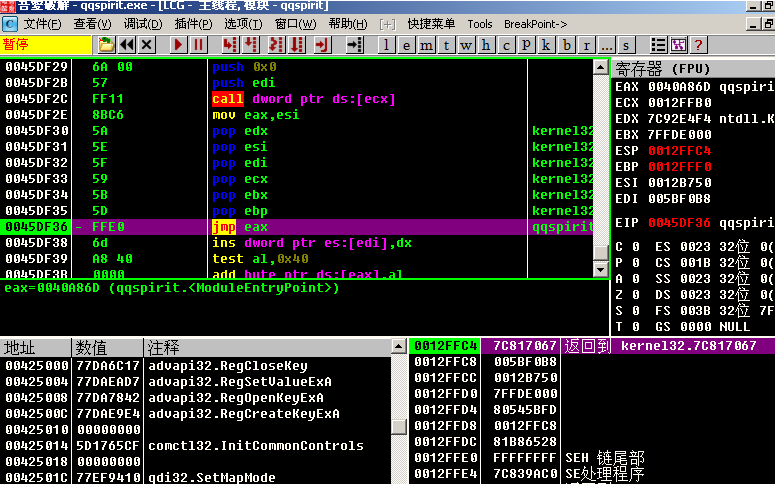 吾愛破解 - qqspirit.exe - [LCG - 主线程, 模块 - qqspirit]
文件(F) 查看(V) 调试(D) 插件(P) 选项(T) 窗口(W) 帮助(H) [+] 快捷菜单 Tools BreakPoint->
暂停 l e m t w h c p k b r ... s ?
0045DF29 6A 00 push 0x0
0045DF2B 57 push edi
0045DF2C FF11 call dword ptr ds:[ecx]
0045DF2E 8BC6 mov eax,esi
0045DF30 5A pop edx kernel32
0045DF31 5E pop esi kernel32
0045DF32 5F pop edi kernel32
0045DF33 59 pop ecx kernel32
0045DF34 5B pop ebx kernel32
0045DF35 5D pop ebp kernel32
0045DF36 - FFE0 jmp eax qqspirit
0045DF38 6d ins dword ptr es:[edi],dx
0045DF39 A8 40 test al,0x40
0045DF3B 0000 add byte ptr ds:[eax],al
eax=0040A86D (qqspirit.<ModuleEntryPoint>)
寄存器 (FPU)
EAX 0040A86D qqspiri
ECX 0012FFB0
EDX 7C92E4F4 ntdll.K
EBX 7FFDE000
ESP 0012FFC4
EBP 0012FFF0
ESI 0012B750
EDI 005BF0B8
EIP 0045DF36 qqspiri
C 0 ES 0023 32位 0(
P 0 CS 001B 32位 0(
A 0 SS 0023 32位 0(
Z 0 DS 0023 32位 0(
S 0 FS 003B 32位 7F
T 0 GS 0000 NULL
地址 数值 注释
00425000 77DA6C17 advapi32.RegCloseKey
00425004 77DAEAD7 advapi32.RegSetValueExA
00425008 77DA7842 advapi32.RegOpenKeyExA
0042500C 77DAE9E4 advapi32.RegCreateKeyExA
00425010 00000000
00425014 5D1765CF comctl32.InitCommonControls
00425018 00000000
0042501C 77EF9410 gdi32.SetMapMode
0012FFC4 7C817067 返回到 kernel32.7C817067
0012FFC8 005BF0B8
0012FFCC 0012B750
0012FFD0 7FFDE000
0012FFD4 80545BFD
0012FFD8 0012FFC8
0012FFDC 81B86528
0012FFE0 FFFFFFFF SEH 链尾部
0012FFE4 7C839AC0 SE处理程序